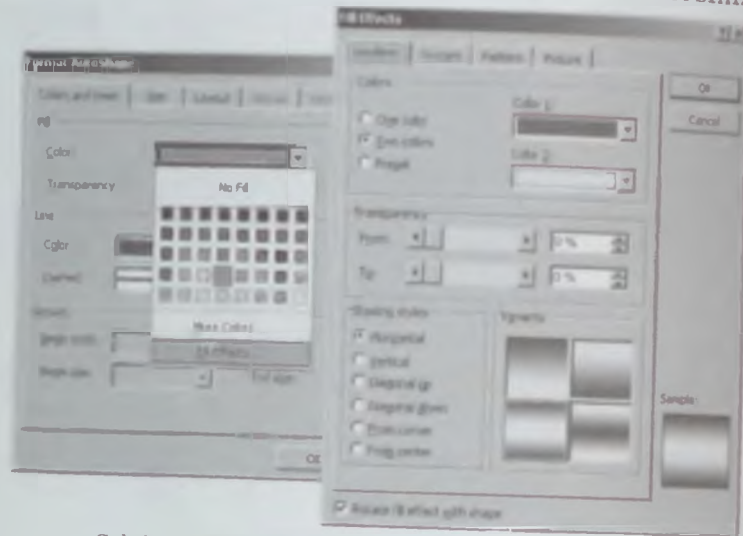 Fill Effects
Format AutoShape
Colors and Lines
Size
Layout
Gradient
Texture
Pattern
Picture
OK
Cancel
Fill
Color:
Transparency
No Fill
Line
Color
More Colors
Fill Effects
Begin style
Begin size
End size
Colors
One color
Two colors
Preset
Color 1:
Color 2:
Transparency
From:
0 %
To:
0 %
Shading styles
Horizontal
Vertical
Diagonal up
Diagonal down
From corner
From center
Variants
Sample:
Rotate fill effect with shape